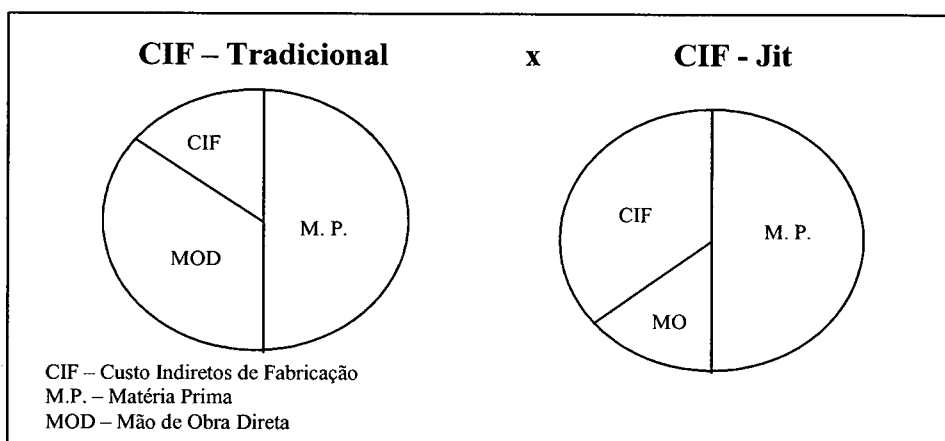 CIF – Tradicional x CIF - Jit
CIF
M. P.
MOD
CIF
M. P.
MO
CIF – Custo Indiretos de Fabricação
M.P. – Matéria Prima
MOD – Mão de Obra Direta